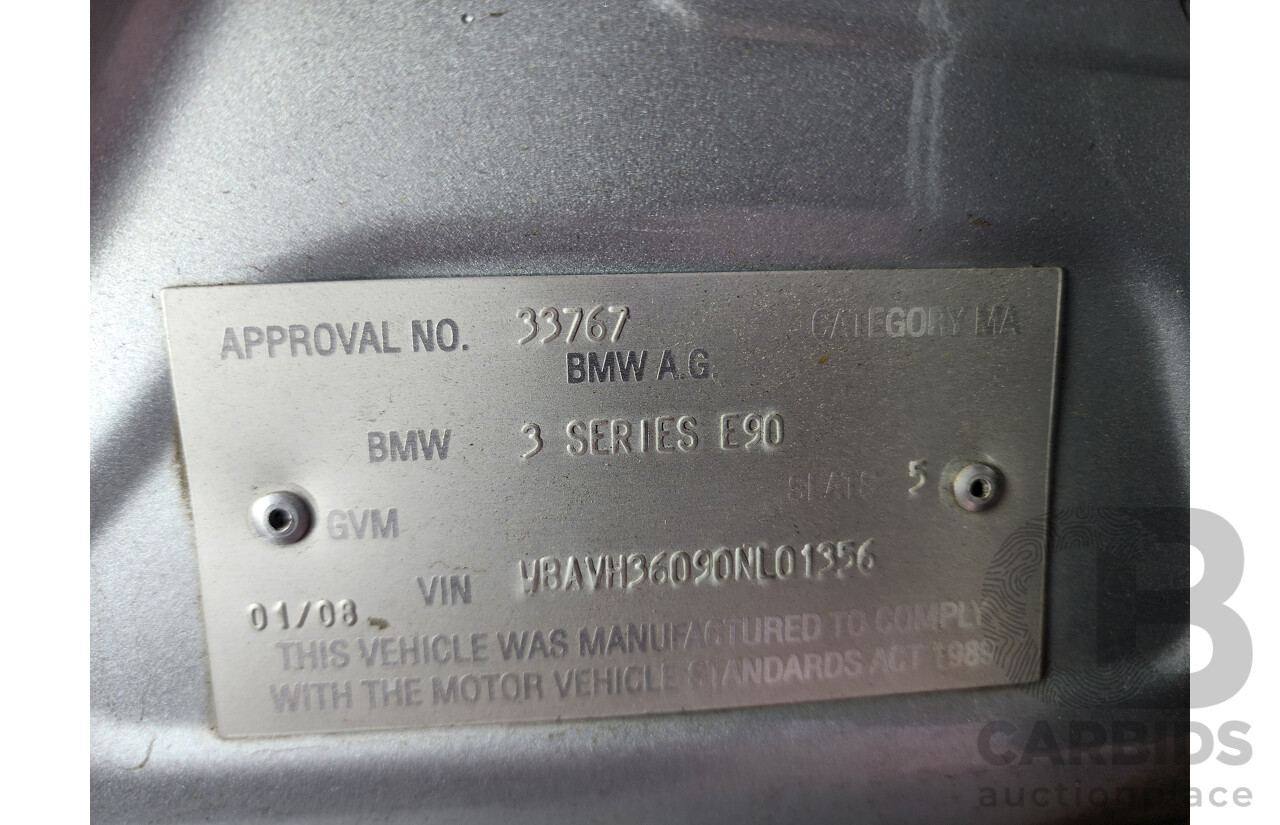 APPROVAL NO. 33767 CATEGORY MA
BMW A.G.
BMW 3 SERIES E90
SEATS 5
GVM
VIN WBAVH36090NL01356
01/08
THIS VEHICLE WAS MANUFACTURED TO COMPLY
WITH THE MOTOR VEHICLE STANDARDS ACT 1989
B
CARBIDS
auctionplace